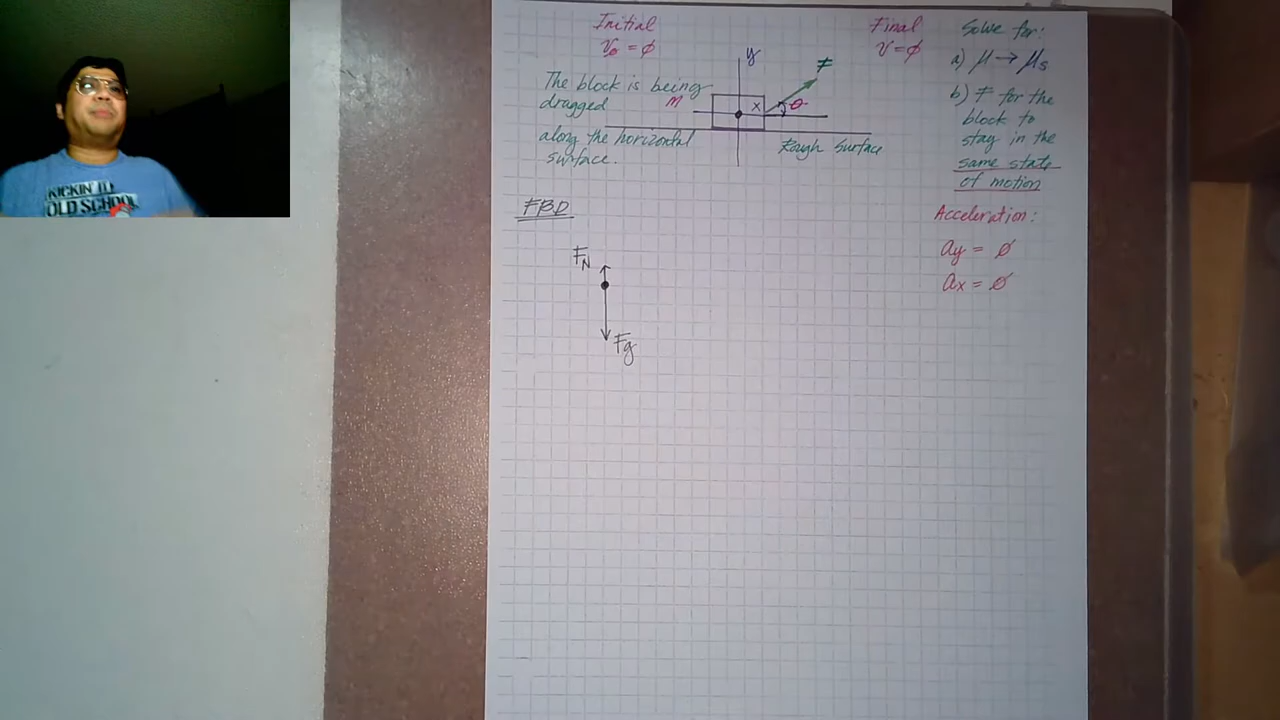 KICKIN' IT
OLD SCHOOL
Initial
v₀ = ϕ
The block is being
dragged
along the horizontal
surface.
M
y
x
F
θ
Rough Surface
Final
v = ϕ
Solve for:
a) μ → μs
b) F for the
block to
stay in the
same state
of motion
Acceleration:
ay = ϕ
ax = ϕ
FBD
FN
Fg